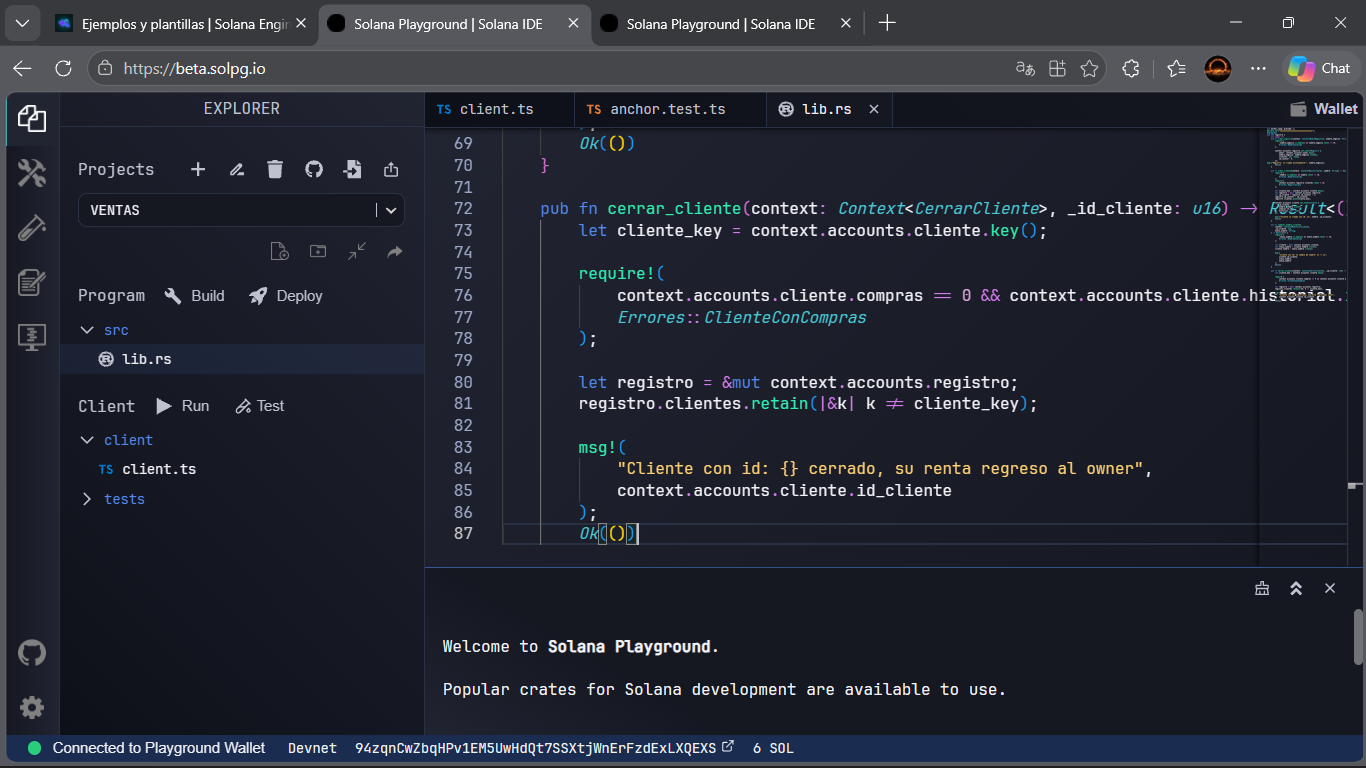 Ejemplos y plantillas | Solana Engin
Solana Playground | Solana IDE
Solana Playground | Solana IDE
https://beta.solpg.io
Chat
EXPLORER
TS client.ts
TS anchor.test.ts
lib.rs
Wallet
Projects
VENTAS
Program
Build
Deploy
src
lib.rs
Client
Run
Test
client
TS client.ts
tests
69 Ok(())
70 }
71
72 pub fn cerrar_cliente(context: Context<CerrarCliente>, _id_cliente: u16) -> Result<(
73 let cliente_key = context.accounts.cliente.key();
74
75 require!(
76 context.accounts.cliente.compras == 0 && context.accounts.cliente.historial.
77 Errores::ClienteConCompras
78 );
79
80 let registro = &mut context.accounts.registro;
81 registro.clientes.retain(|&k| k != cliente_key);
82
83 msg!(
84 "Cliente con id: {} cerrado, su renta regreso al owner",
85 context.accounts.cliente.id_cliente
86 );
87 Ok(())
Welcome to Solana Playground.
Popular crates for Solana development are available to use.
Connected to Playground Wallet
Devnet
94zqnCwZbqHPv1EM5UwHdQt7SSXtjWnErFzdExLXQEXS
6 SOL